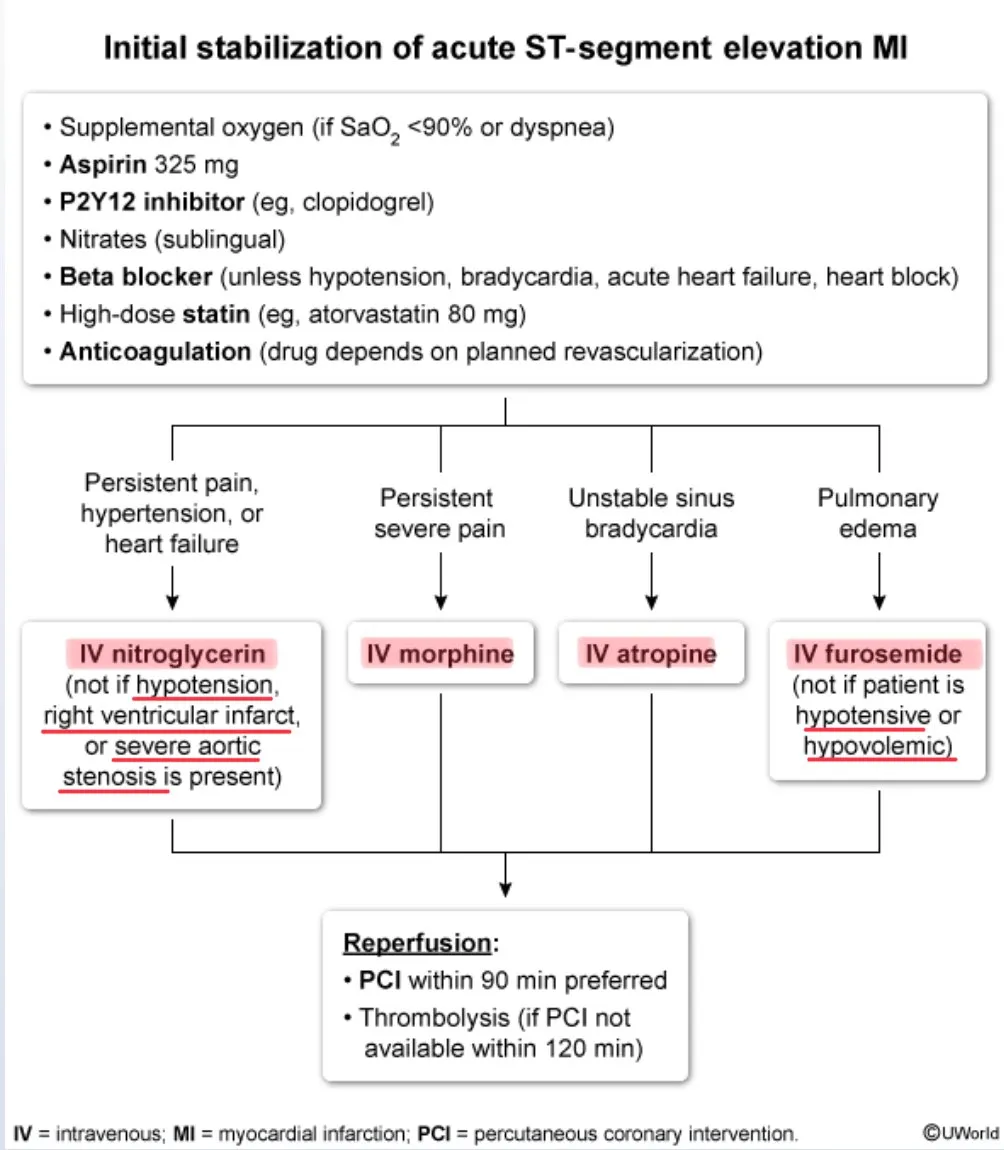 Initial stabilization of acute ST-segment elevation MI
• Supplemental oxygen (if SaO2 <90% or dyspnea)
• Aspirin 325 mg
• P2Y12 inhibitor (eg, clopidogrel)
• Nitrates (sublingual)
• Beta blocker (unless hypotension, bradycardia, acute heart failure, heart block)
• High-dose statin (eg, atorvastatin 80 mg)
• Anticoagulation (drug depends on planned revascularization)
Persistent pain,
hypertension, or
heart failure
Persistent
severe pain
Unstable sinus
bradycardia
Pulmonary
edema
IV nitroglycerin
(not if hypotension,
right ventricular infarct,
or severe aortic
stenosis is present)
IV morphine
IV atropine
IV furosemide
(not if patient is
hypotensive or
hypovolemic)
Reperfusion:
• PCI within 90 min preferred
• Thrombolysis (if PCI not
available within 120 min)
IV = intravenous; MI = myocardial infarction; PCI = percutaneous coronary intervention.
©UWorld